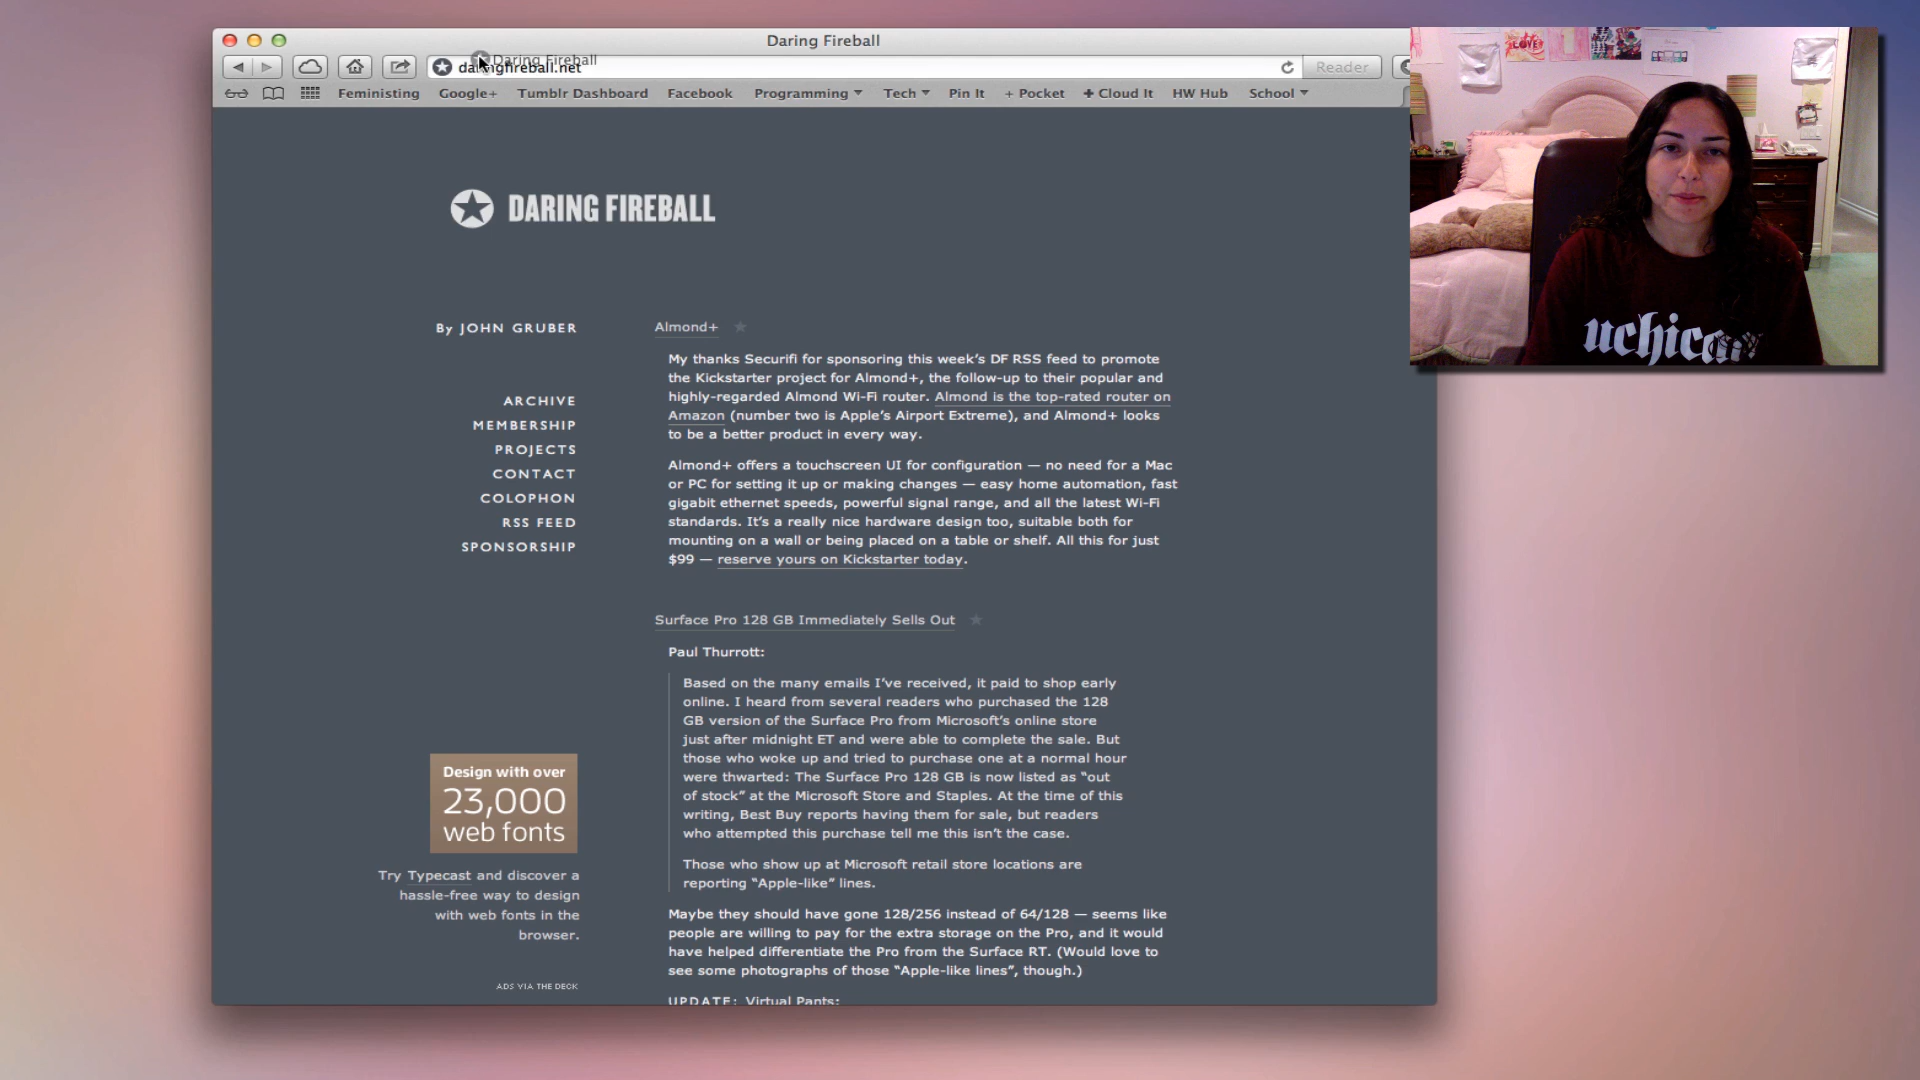 Daring Fireball
Daring Fireball
daringfireball.net
Reader
Feministing
Google+
Tumblr Dashboard
Facebook
Programming
Tech
Pin It
+ Pocket
+ Cloud It
HW Hub
School
DARING FIREBALL
By JOHN GRUBER
ARCHIVE
MEMBERSHIP
PROJECTS
CONTACT
COLOPHON
RSS FEED
SPONSORSHIP
Design with over
23,000
web fonts
Try Typecast and discover a
hassle-free way to design
with web fonts in the
browser.
ADS VIA THE DECK
Almond+ ★
My thanks Securifi for sponsoring this week’s DF RSS feed to promote
the Kickstarter project for Almond+, the follow-up to their popular and
highly-regarded Almond Wi-Fi router. Almond is the top-rated router on
Amazon (number two is Apple’s Airport Extreme), and Almond+ looks
to be a better product in every way.
Almond+ offers a touchscreen UI for configuration — no need for a Mac
or PC for setting it up or making changes — easy home automation, fast
gigabit ethernet speeds, powerful signal range, and all the latest Wi-Fi
standards. It’s a really nice hardware design too, suitable both for
mounting on a wall or being placed on a table or shelf. All this for just
$99 — reserve yours on Kickstarter today.
Surface Pro 128 GB Immediately Sells Out ★
Paul Thurrott:
Based on the many emails I’ve received, it paid to shop early
online. I heard from several readers who purchased the 128
GB version of the Surface Pro from Microsoft’s online store
just after midnight ET and were able to complete the sale. But
those who woke up and tried to purchase one at a normal hour
were thwarted: The Surface Pro 128 GB is now listed as “out
of stock” at the Microsoft Store and Staples. At the time of this
writing, Best Buy reports having them for sale, but readers
who attempted this purchase tell me this isn’t the case.
Those who show up at Microsoft retail store locations are
reporting “Apple-like” lines.
Maybe they should have gone 128/256 instead of 64/128 — seems like
people are willing to pay for the extra storage on the Pro, and it would
have helped differentiate the Pro from the Surface RT. (Would love to
see some photographs of those “Apple-like lines”, though.)
UPDATE: Virtual Pants:
LOVE